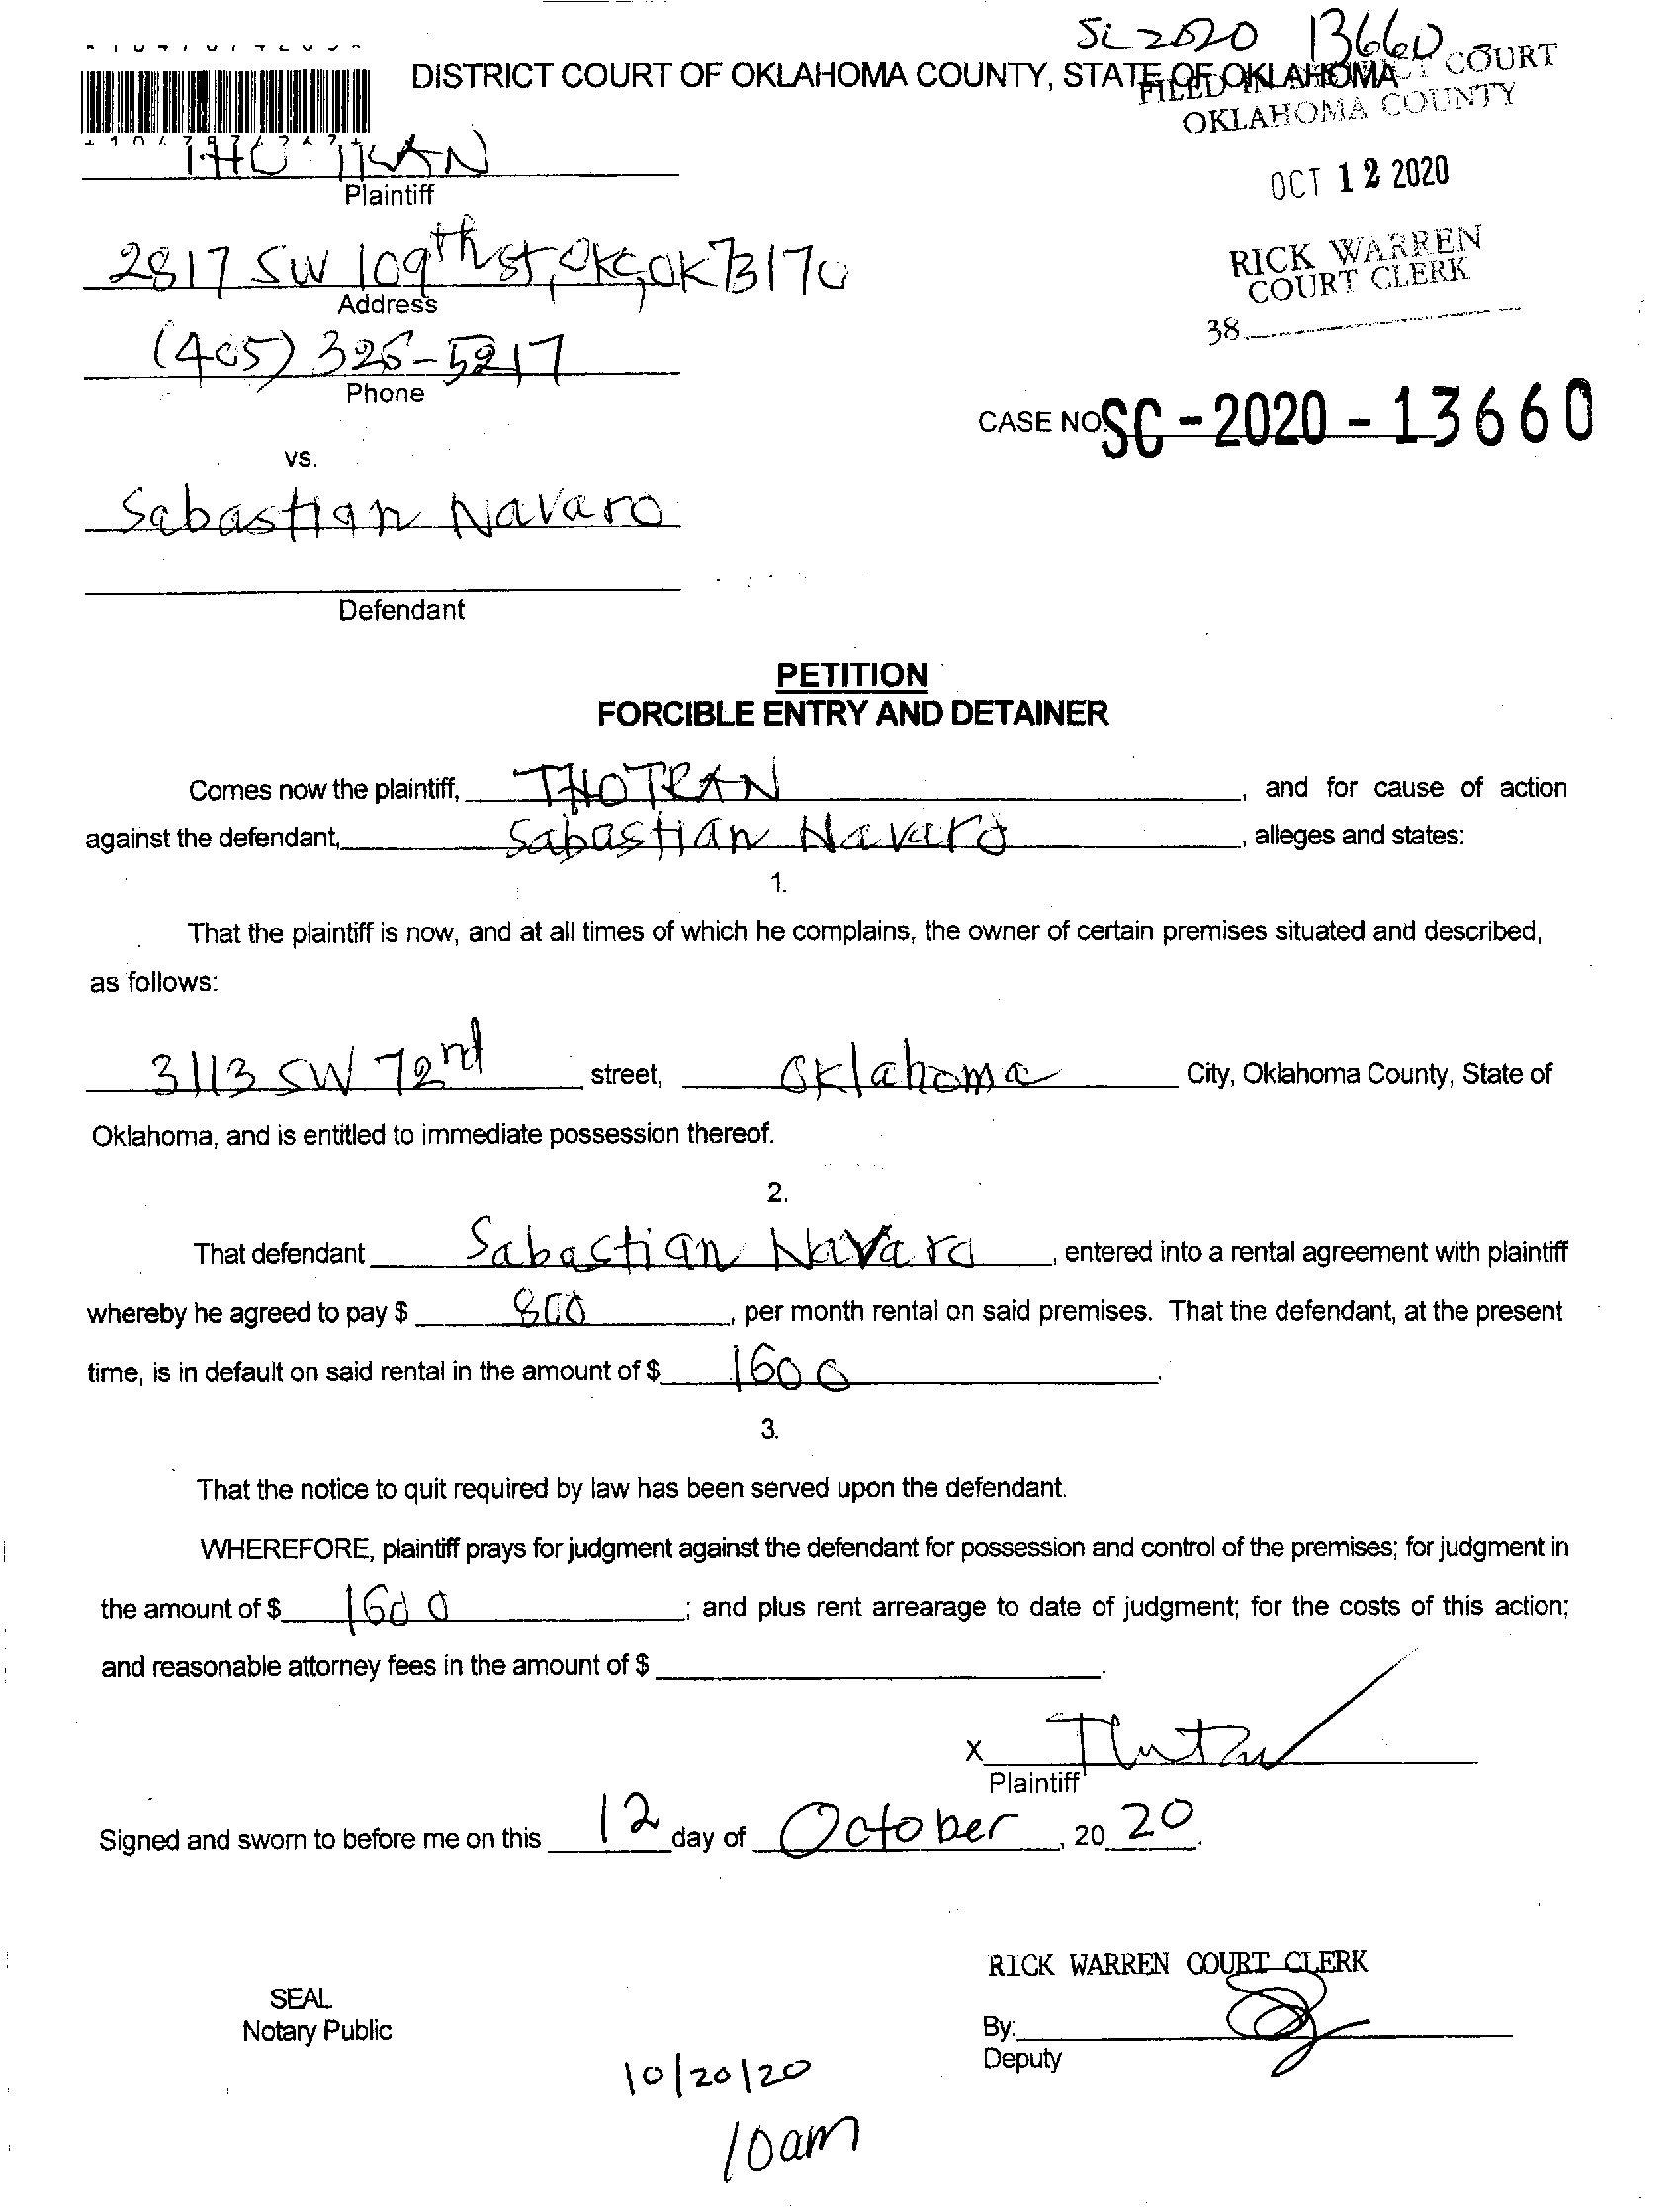 SC 2020 13660
DISTRICT COURT OF OKLAHOMA COUNTY, STATE OF OKLAHOMA
FILED IN COURT
OKLAHOMA COUNTY
OCT 12 2020
RICK WARREN
COURT CLERK
38
THO TRAN
Plaintiff
2817 SW 109th st, OKC, OK 73170
Address
(405) 326-5217
Phone
CASE NO. SC-2020-13660
vs.
Sabastian Navaro
Defendant
PETITION
FORCIBLE ENTRY AND DETAINER
Comes now the plaintiff, THO TRAN, and for cause of action
against the defendant, Sabastian Navaro, alleges and states:
1.
That the plaintiff is now, and at all times of which he complains, the owner of certain premises situated and described,
as follows:
3113 SW 72nd street, Oklahoma City, Oklahoma County, State of
Oklahoma, and is entitled to immediate possession thereof.
2.
That defendant Sabastian Navaro, entered into a rental agreement with plaintiff
whereby he agreed to pay $ 800, per month rental on said premises. That the defendant, at the present
time, is in default on said rental in the amount of $ 1600.
3.
That the notice to quit required by law has been served upon the defendant.
WHEREFORE, plaintiff prays for judgment against the defendant for possession and control of the premises; for judgment in
the amount of $ 1600; and plus rent arrearage to date of judgment; for the costs of this action;
and reasonable attorney fees in the amount of $ .
X
Plaintiff
Signed and sworn to before me on this 12 day of October, 20 20.
RICK WARREN COURT CLERK
SEAL
Notary Public
By:
Deputy
10/20/20
10am